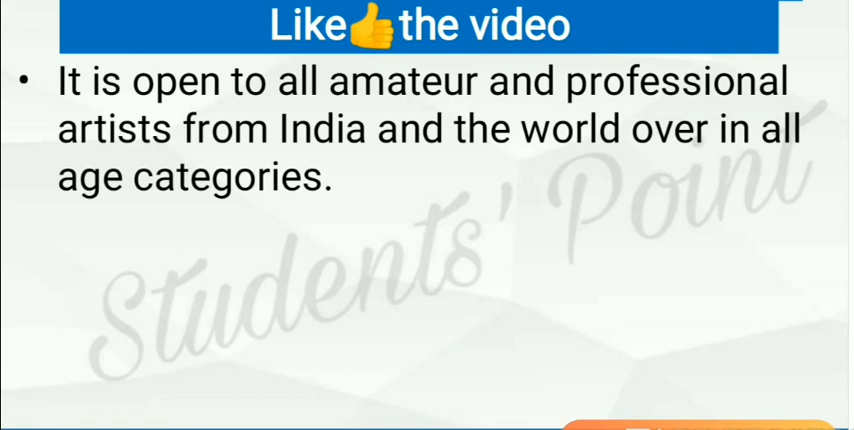 Like👍the video
• It is open to all amateur and professional
artists from India and the world over in all
age categories.
Students' Point